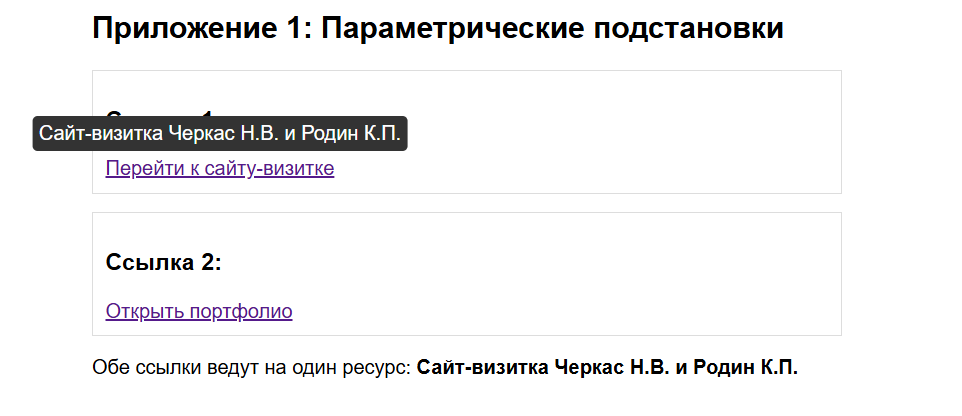 Приложение 1: Параметрические подстановки
Сайт-визитка Черкас Н.В. и Родин К.П.
Перейти к сайту-визитке
Ссылка 2:
Открыть портфолио
Обе ссылки ведут на один ресурс: Сайт-визитка Черкас Н.В. и Родин К.П.